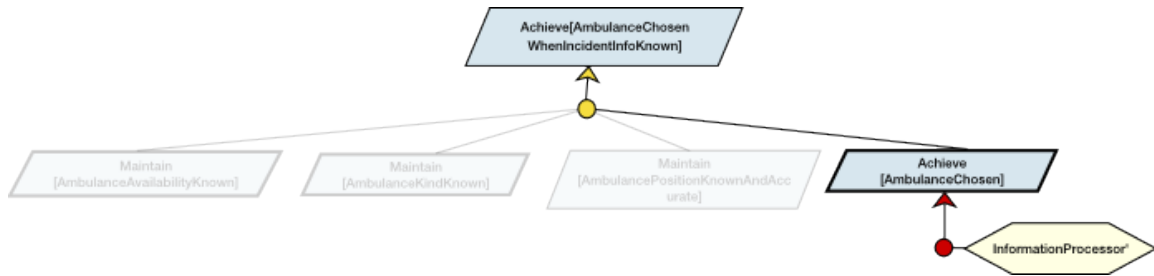 Achieve[AmbulanceChosen
WhenIncidentInfoKnown]
Maintain
[AmbulanceAvailabilityKnown]
Maintain
[AmbulanceKindKnown]
Maintain
[AmbulancePositionKnownAndAcc
urate]
Achieve
[AmbulanceChosen]
InformationProcessor'